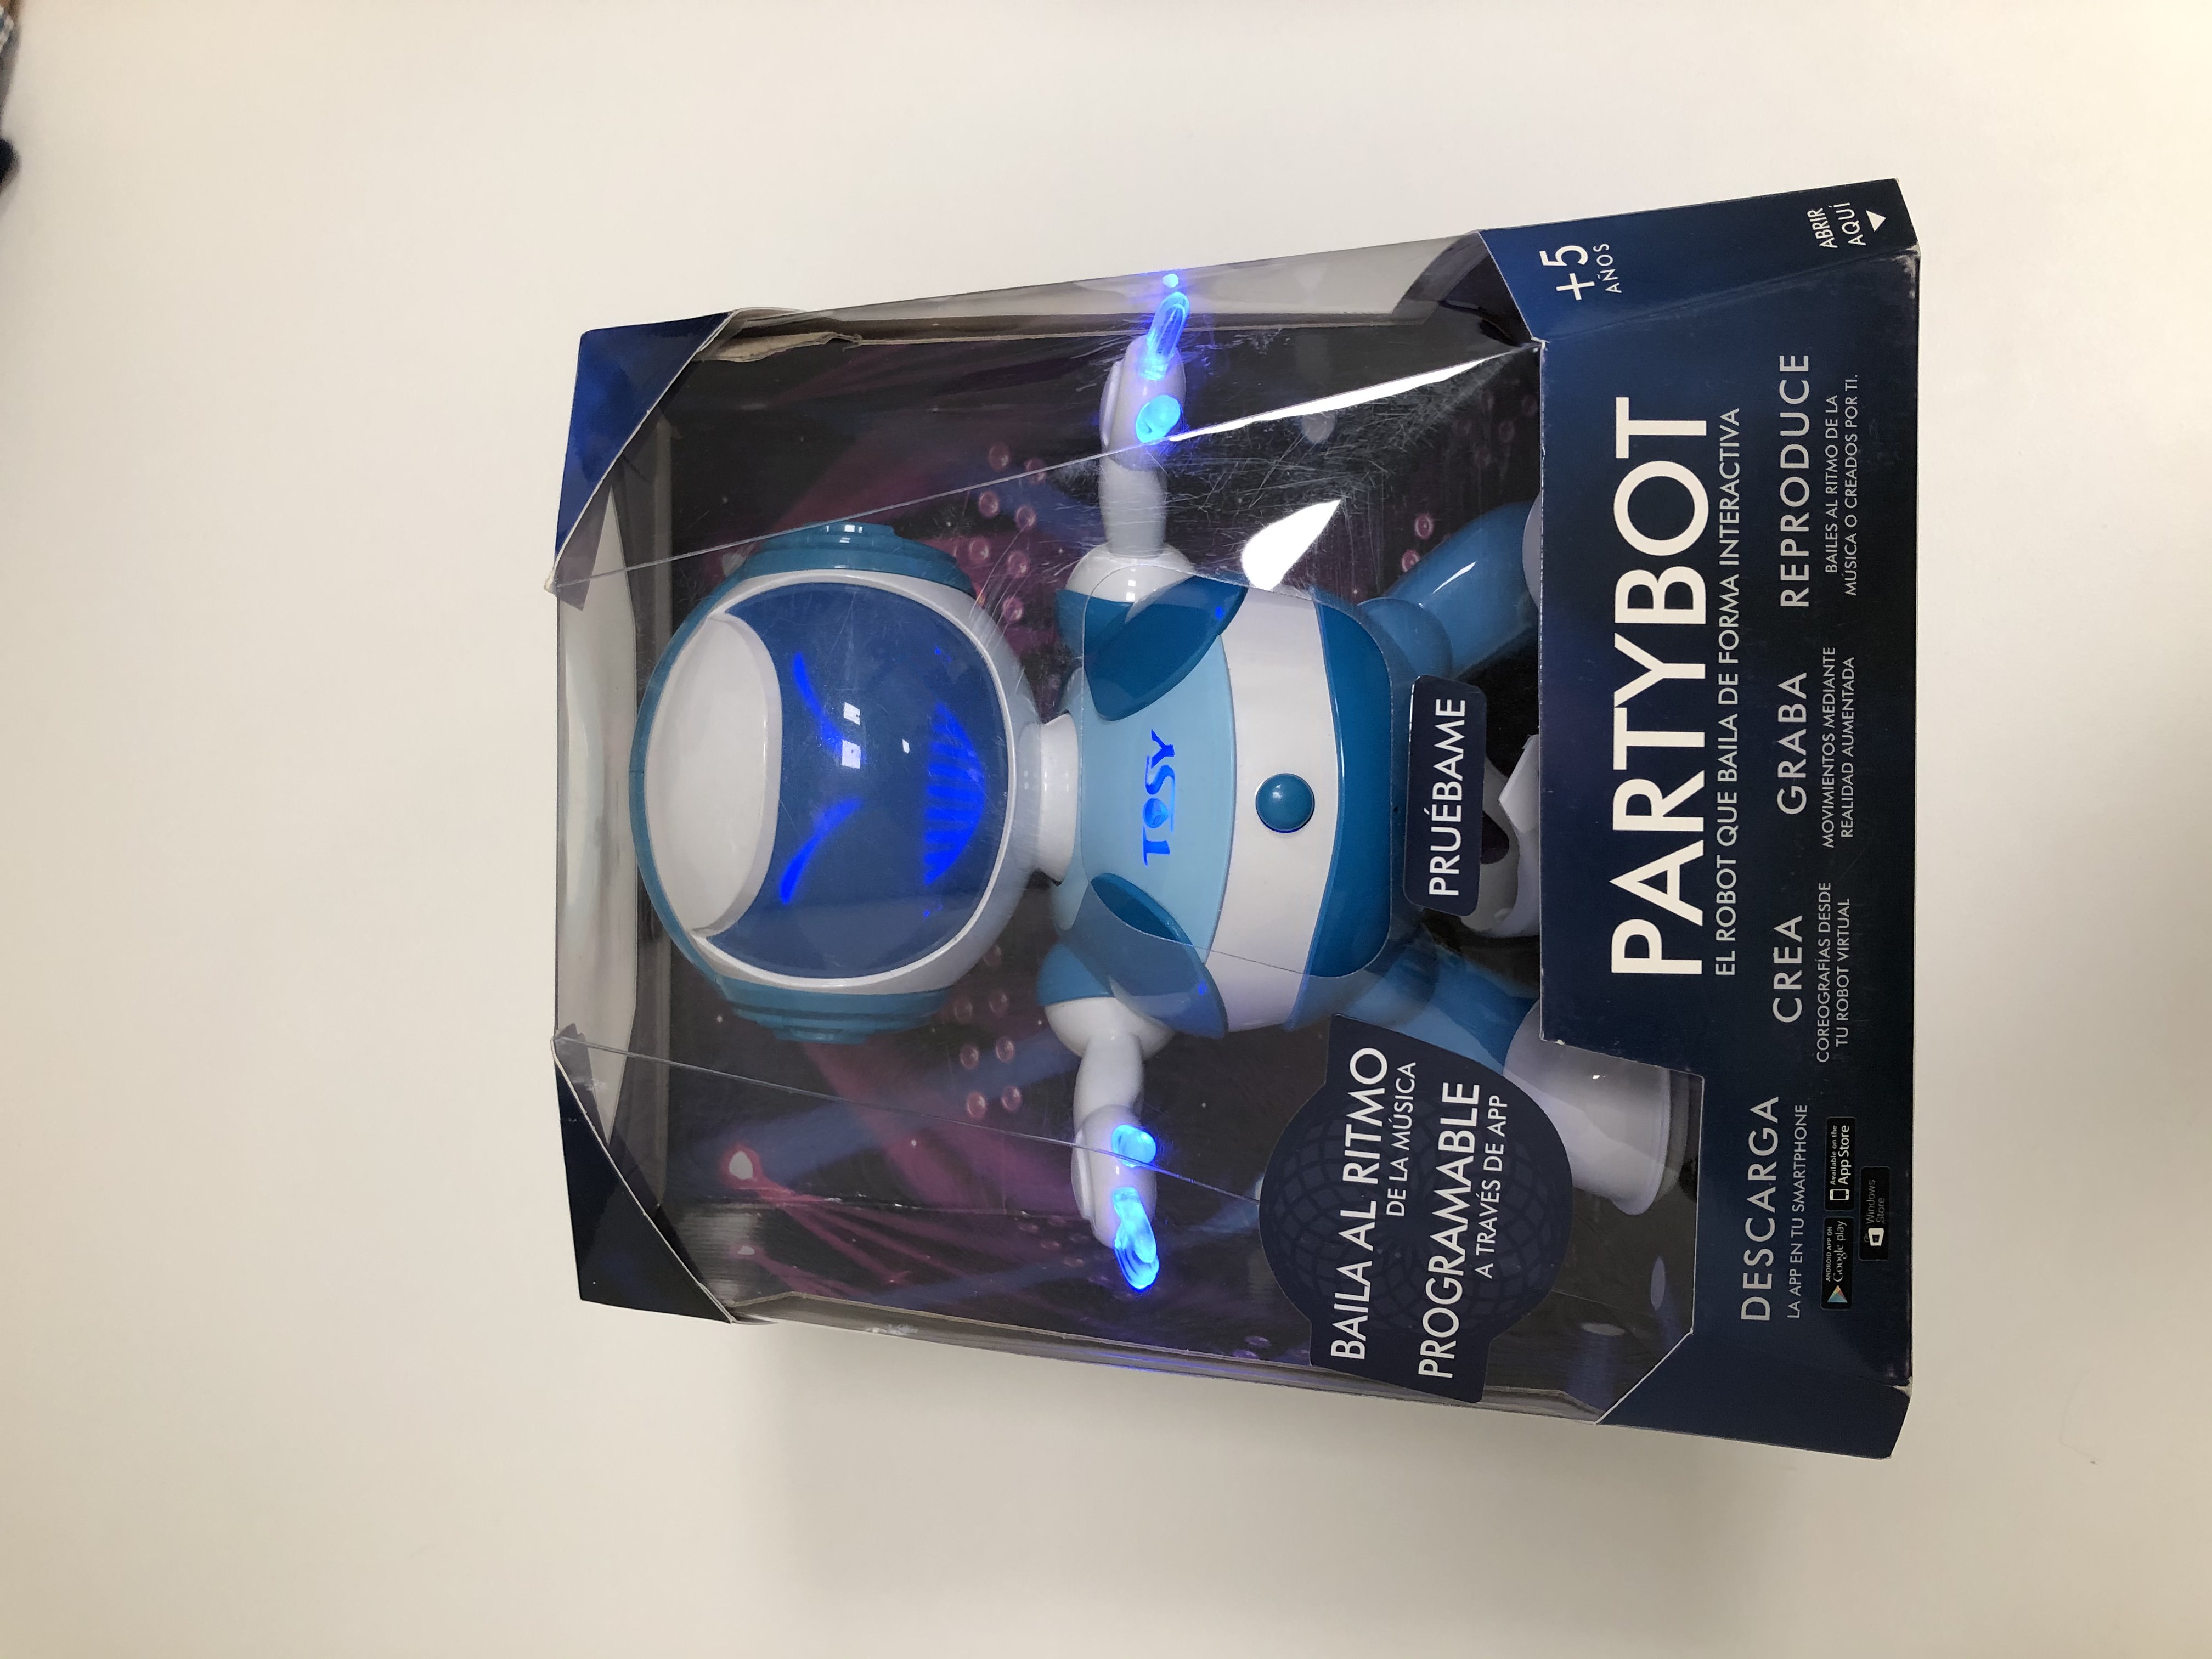 TOSY
BAILA AL RITMO
DE LA MÚSICA
PROGRAMABLE
A TRAVÉS DE APP
PRUÉBAME
+5
AÑOS
PARTYBOT
EL ROBOT QUE BAILA DE FORMA INTERACTIVA
DESCARGA
LA APP EN TU SMARTPHONE
ANDROID APP ON
Google play
Available on the
App Store
Windows
Store
CREA
COREOGRAFÍAS DESDE
TU ROBOT VIRTUAL
GRABA
MOVIMIENTOS MEDIANTE
REALIDAD AUMENTADA
REPRODUCE
BAILES AL RITMO DE LA
MÚSICA O CREADOS POR TI.
ABRIR
AQUÍ